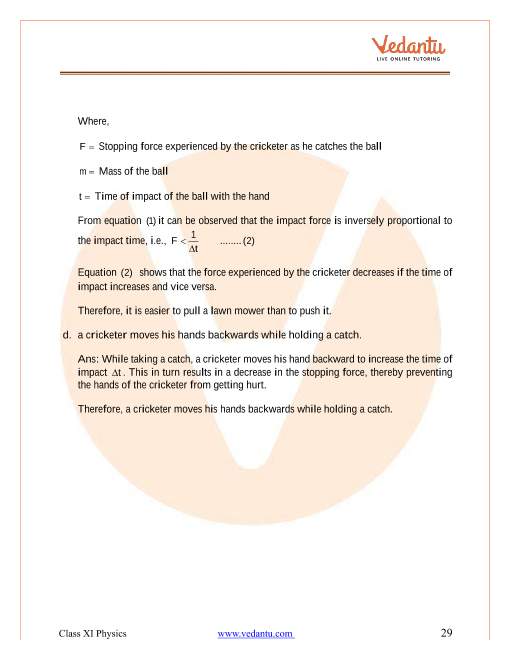 Vedantu
LIVE ONLINE TUTORING
Where,
F = Stopping force experienced by the cricketer as he catches the ball
m = Mass of the ball
t = Time of impact of the ball with the hand
From equation (1) it can be observed that the impact force is inversely proportional to
the impact time, i.e., F < 1/Δt ........(2)
Equation (2) shows that the force experienced by the cricketer decreases if the time of
impact increases and vice versa.
Therefore, it is easier to pull a lawn mower than to push it.
d. a cricketer moves his hands backwards while holding a catch.
Ans: While taking a catch, a cricketer moves his hand backward to increase the time of
impact Δt. This in turn results in a decrease in the stopping force, thereby preventing
the hands of the cricketer from getting hurt.
Therefore, a cricketer moves his hands backwards while holding a catch.
Class XI Physics www.vedantu.com 29